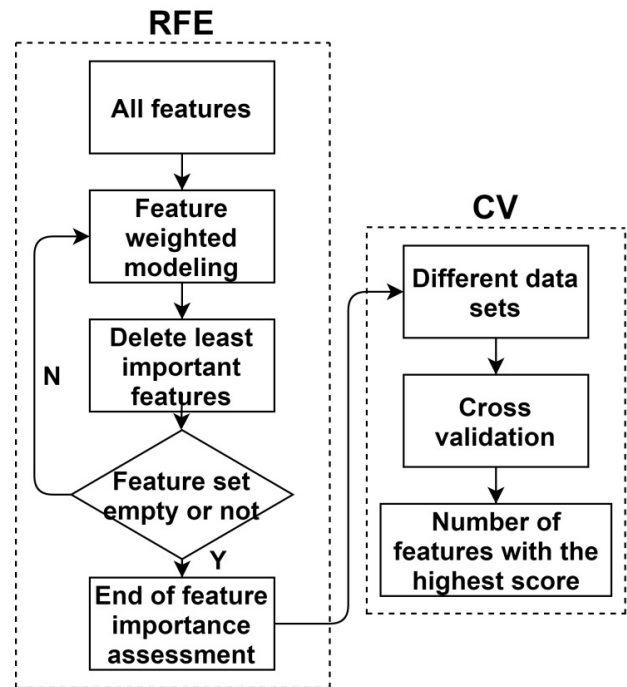 RFE
All features
Feature
weighted
modeling
Delete least
important
features
N
Feature set
empty or not
Y
End of feature
importance
assessment
CV
Different data
sets
Cross
validation
Number of
features with the
highest score